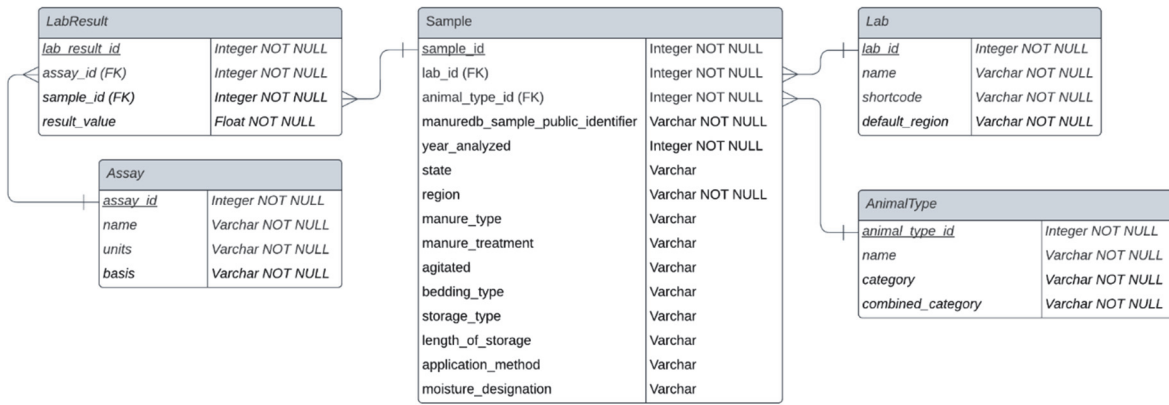 LabResult
lab_result_id Integer NOT NULL
assay_id (FK) Integer NOT NULL
sample_id (FK) Integer NOT NULL
result_value Float NOT NULL
Assay
assay_id Integer NOT NULL
name Varchar NOT NULL
units Varchar NOT NULL
basis Varchar NOT NULL
Sample
sample_id Integer NOT NULL
lab_id (FK) Integer NOT NULL
animal_type_id (FK) Integer NOT NULL
manuredb_sample_public_identifier Varchar NOT NULL
year_analyzed Integer NOT NULL
state Varchar
region Varchar NOT NULL
manure_type Varchar
manure_treatment Varchar
agitated Varchar
bedding_type Varchar
storage_type Varchar
length_of_storage Varchar
application_method Varchar
moisture_designation Varchar
Lab
lab_id Integer NOT NULL
name Varchar NOT NULL
shortcode Varchar NOT NULL
default_region Varchar NOT NULL
AnimalType
animal_type_id Integer NOT NULL
name Varchar NOT NULL
category Varchar NOT NULL
combined_category Varchar NOT NULL